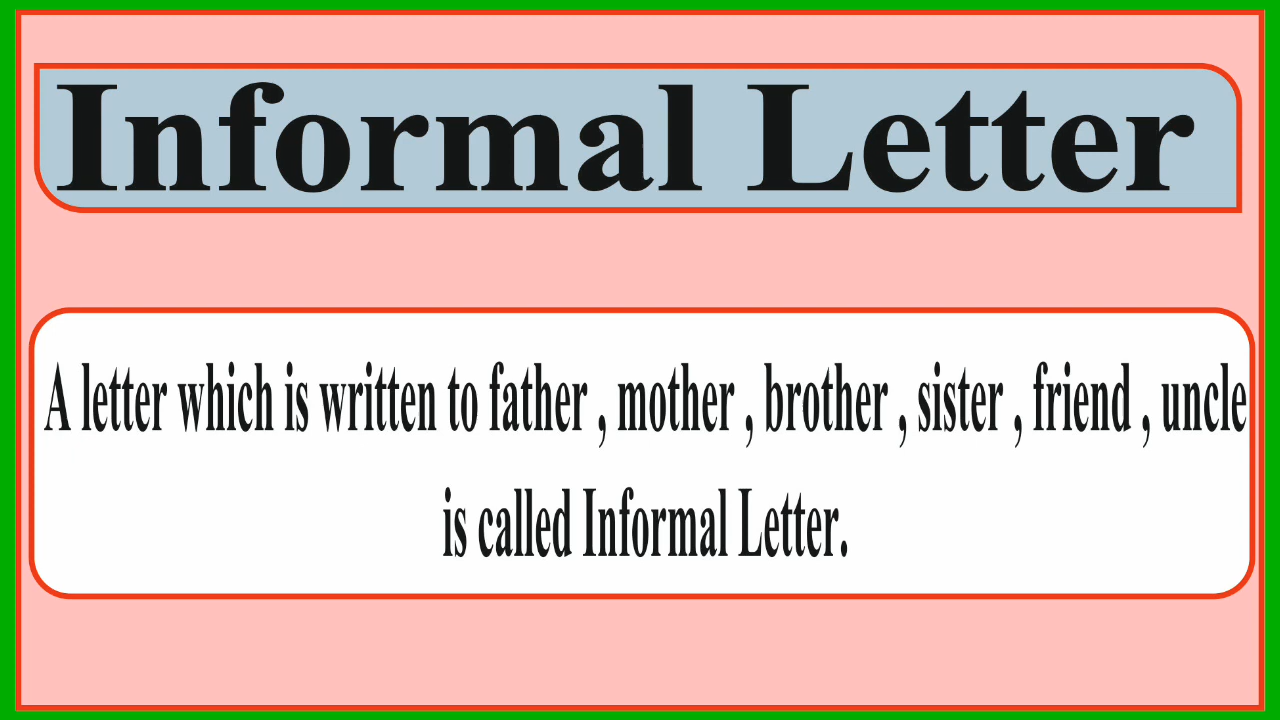 Informal Letter
A letter which is written to father , mother , brother , sister , friend , uncle
is called Informal Letter.